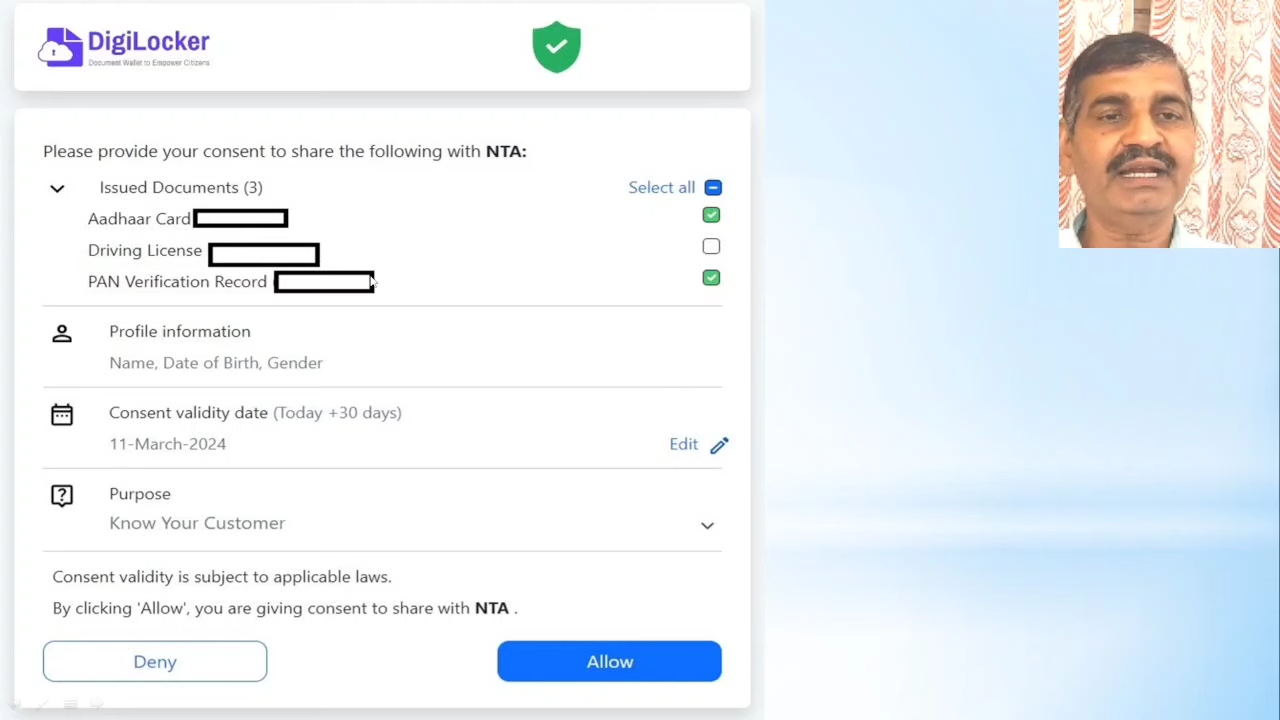 DigiLocker
Document Wallet to Empower Citizens
Please provide your consent to share the following with NTA:
Issued Documents (3) Select all
Aadhaar Card
Driving License
PAN Verification Record
Profile information
Name, Date of Birth, Gender
Consent validity date (Today +30 days)
11-March-2024 Edit
Purpose
Know Your Customer
Consent validity is subject to applicable laws.
By clicking 'Allow', you are giving consent to share with NTA .
Deny Allow